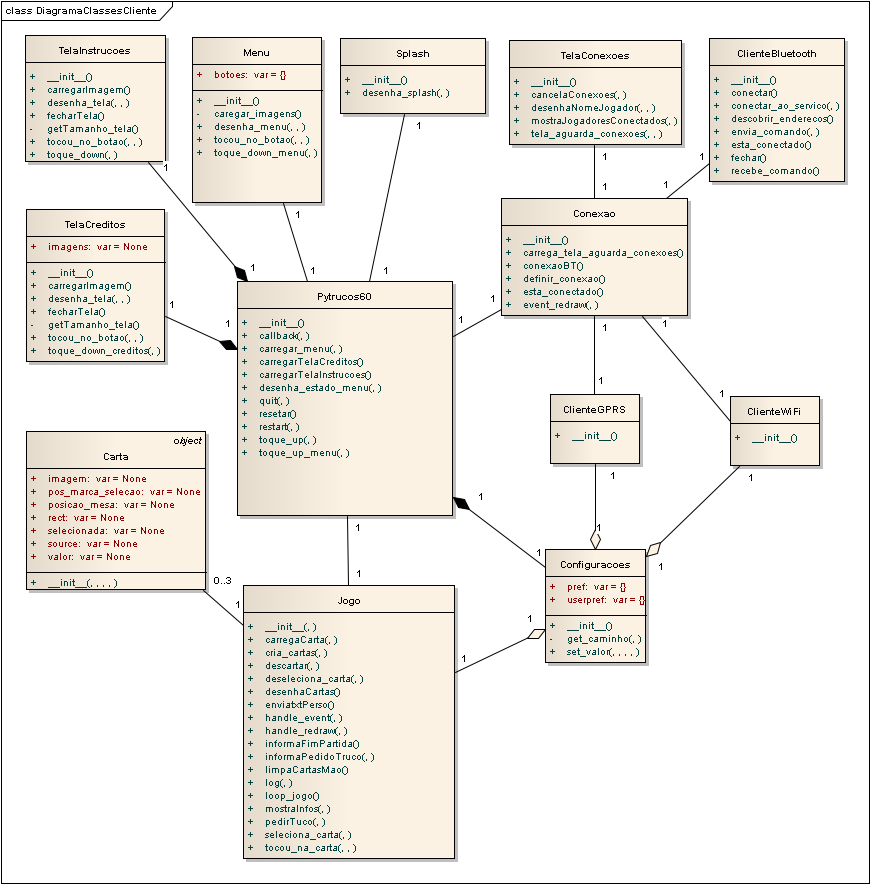 class DiagramaClassesCliente
TelaInstrucoes
+ __init__()
+ carregarImagem()
+ desenha_tela(, , )
+ fecharTela()
- getTamanho_tela()
+ tocou_no_botao(, , )
+ toque_down(, )
Menu
+ botoes: var = {}
+ __init__()
- caregar_imagens()
+ desenha_menu(, , )
+ tocou_no_botao(, , )
+ toque_down_menu(, )
Splash
+ __init__()
+ desenha_splash(, )
TelaConexoes
+ __init__()
+ cancelaConexoes(, )
+ desenhaNomeJogador(, , )
+ mostraJogadoresConectados(, )
+ tela_aguarda_conexoes(, , )
ClienteBluetooth
+ __init__()
+ conectar()
+ conectar_ao_servico(, )
+ descobrir_enderecos()
+ envia_comando(, )
+ esta_conectado()
+ fechar()
+ recebe_comando()
1
1
1
1
1
1
1
1
1
1
TelaCreditos
+ imagens: var = None
+ __init__()
+ carregarImagem()
+ desenha_tela(, , )
+ fecharTela()
- getTamanho_tela()
+ tocou_no_botao(, , )
+ toque_down_creditos(, )
1
1
Conexao
+ __init__()
+ carrega_tela_aguarda_conexoes()
+ conexaoBT()
+ definir_conexao()
+ esta_conectado()
+ event_redraw(, )
1
1
1
1
1
1
Pytrucos60
+ __init__()
+ callback(, )
+ carregar_menu(, )
+ carregarTelaCreditos()
+ carregarTelaInstrucoes()
+ desenha_estado_menu(, )
+ quit(, )
+ resetar()
+ restart(, )
+ toque_up(, )
+ toque_up_menu(, )
ClienteGPRS
+ __init__()
ClienteWiFi
+ __init__()
1
1
1
1
1
1
object
Carta
+ imagem: var = None
+ pos_marca_selecao: var = None
+ posicao_mesa: var = None
+ rect: var = None
+ selecionada: var = None
+ source: var = None
+ valor: var = None
+ __init__(, , , , )
0..3
1
1
1
Configuracoes
+ pref: var = {}
+ userpref: var = {}
+ __init__()
- get_caminho(, )
+ set_valor(, , , , )
1
1
Jogo
+ __init__(, )
+ carregaCarta(, )
+ cria_cartas(, )
+ descartar(, )
+ deseleciona_carta(, )
+ desenhaCartas()
+ enviatxtPerso()
+ handle_event(, )
+ handle_redraw(, )
+ informaFimPartida()
+ informaPedidoTruco(, )
+ limpaCartasMao()
+ log(, )
+ loop_jogo()
+ mostraInfos(, )
+ pedirTuco(, )
+ seleciona_carta(, )
+ tocou_na_carta(, , )